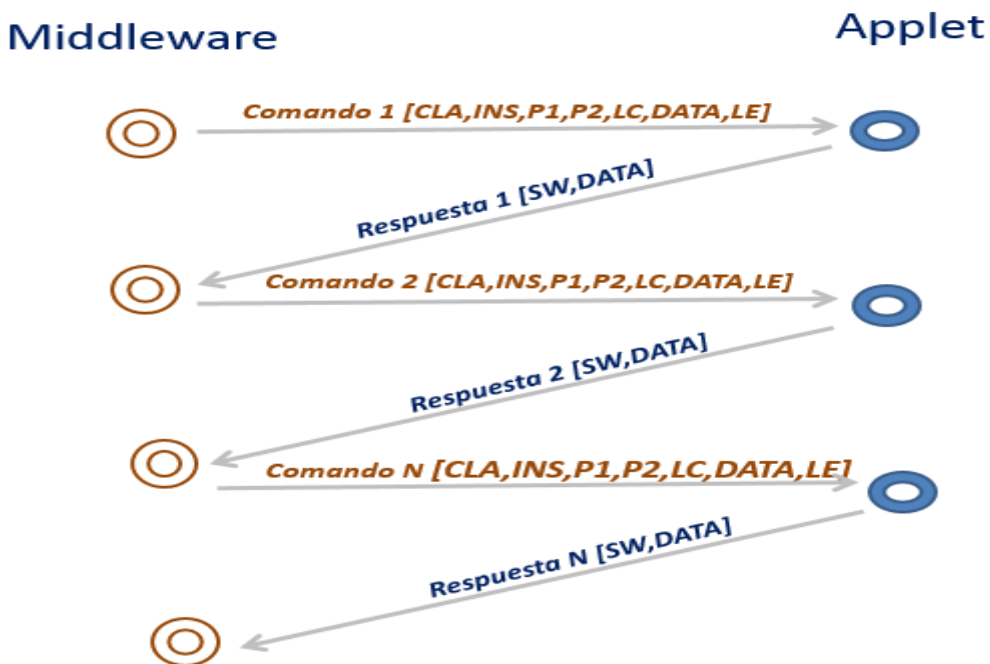 Middleware
Applet
Comando 1 [CLA,INS,P1,P2,LC,DATA,LE]
Respuesta 1 [SW,DATA]
Comando 2 [CLA,INS,P1,P2,LC,DATA,LE]
Respuesta 2 [SW,DATA]
Comando N [CLA,INS,P1,P2,LC,DATA,LE]
Respuesta N [SW,DATA]